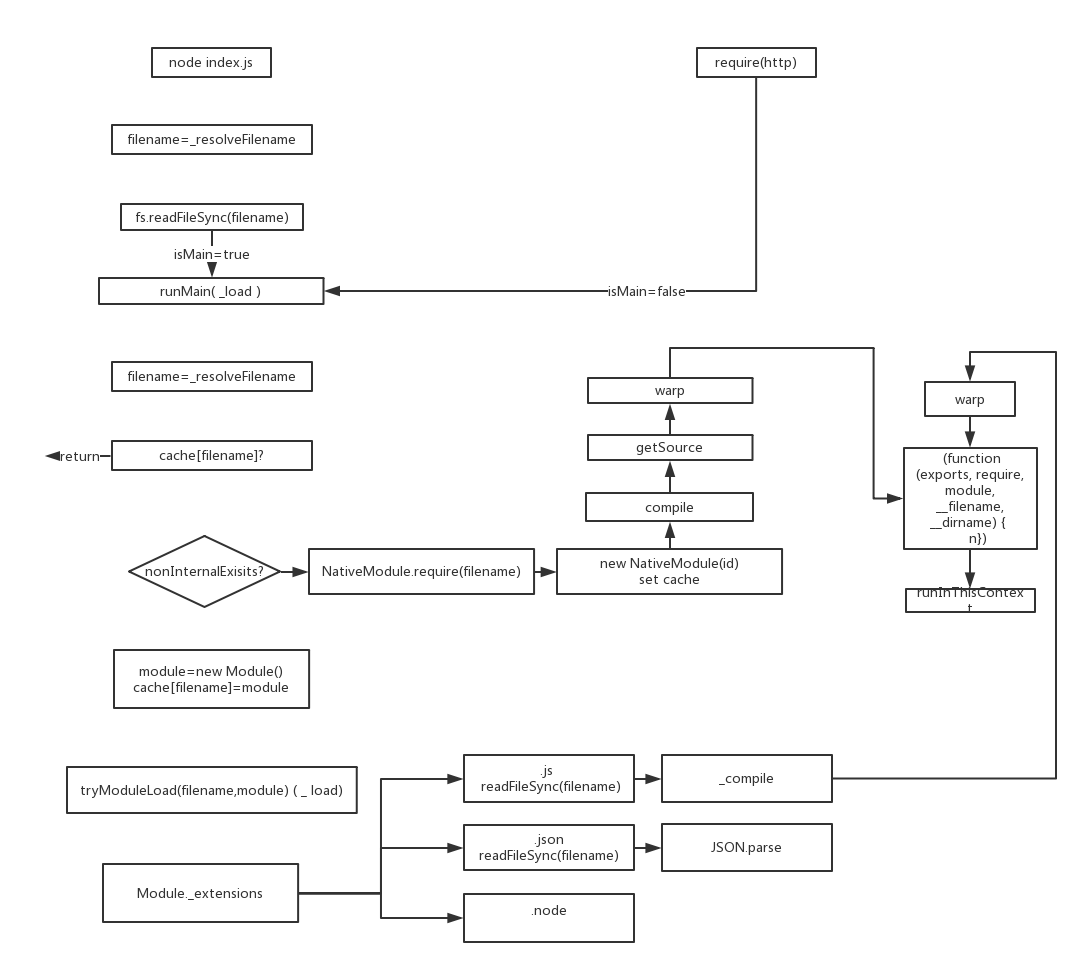 node index.js
require(http)
filename=_resolveFilename
fs.readFileSync(filename)
isMain=true
runMain( _load )
isMain=false
filename=_resolveFilename
warp
warp
getSource
return
cache[filename]?
(function
(exports, require,
module,
__filename,
__dirname) {
n})
compile
nonInternalExisits?
NativeModule.require(filename)
new NativeModule(id)
set cache
runInThisContex
t
module=new Module()
cache[filename]=module
tryModuleLoad(filename,module) ( _ load)
.js
readFileSync(filename)
_compile
.json
readFileSync(filename)
JSON.parse
Module._extensions
.node